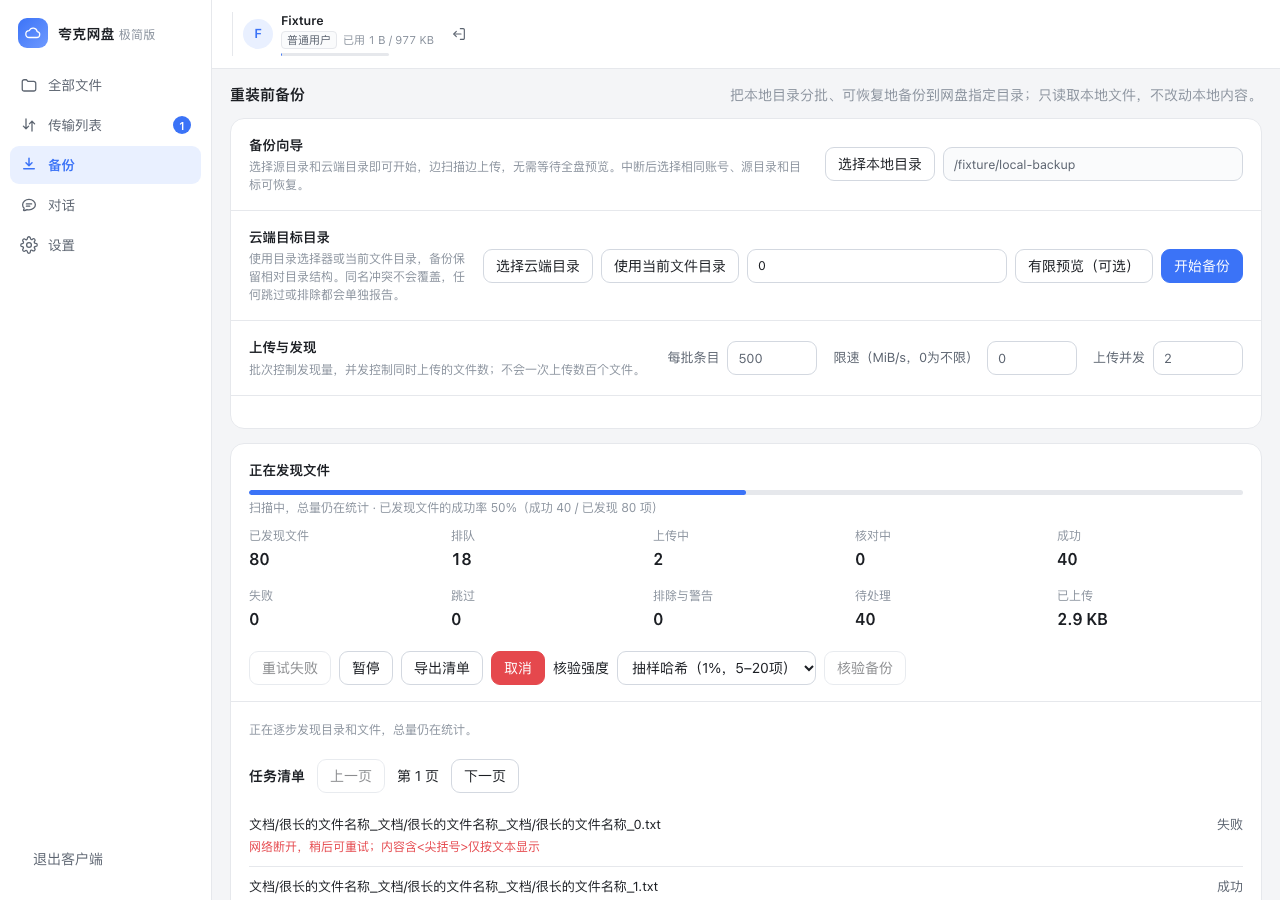 夸克网盘 极简版
全部文件
传输列表 1
备份
对话
设置
退出客户端
F
Fixture
普通用户 已用 1 B / 977 KB
重装前备份
把本地目录分批、可恢复地备份到网盘指定目录；只读取本地文件，不改动本地内容。
备份向导
选择源目录和云端目录即可开始，边扫描边上传，无需等待全盘预览。中断后选择相同账号、源目录和目
标可恢复。
选择本地目录
/fixture/local-backup
云端目标目录
使用目录选择器或当前文件目录，备份保
留相对目录结构。同名冲突不会覆盖，任
何跳过或排除都会单独报告。
选择云端目录
使用当前文件目录
0
有限预览（可选）
开始备份
上传与发现
批次控制发现量，并发控制同时上传的文件数；不会一次上传数百个文件。
每批条目 500
限速（MiB/s，0为不限） 0
上传并发 2
正在发现文件
扫描中，总量仍在统计 · 已发现文件的成功率 50%（成功 40 / 已发现 80 项）
已发现文件 排队 上传中 核对中 成功
80 18 2 0 40
失败 跳过 排除与警告 待处理 已上传
0 0 0 40 2.9 KB
重试失败 暂停 导出清单 取消 核验强度 抽样哈希（1%，5–20项） 核验备份
正在逐步发现目录和文件，总量仍在统计。
任务清单 上一页 第 1 页 下一页
文档/很长的文件名称_文档/很长的文件名称_文档/很长的文件名称_0.txt 失败
网络断开，稍后可重试；内容含<尖括号>仅按文本显示
文档/很长的文件名称_文档/很长的文件名称_文档/很长的文件名称_1.txt 成功